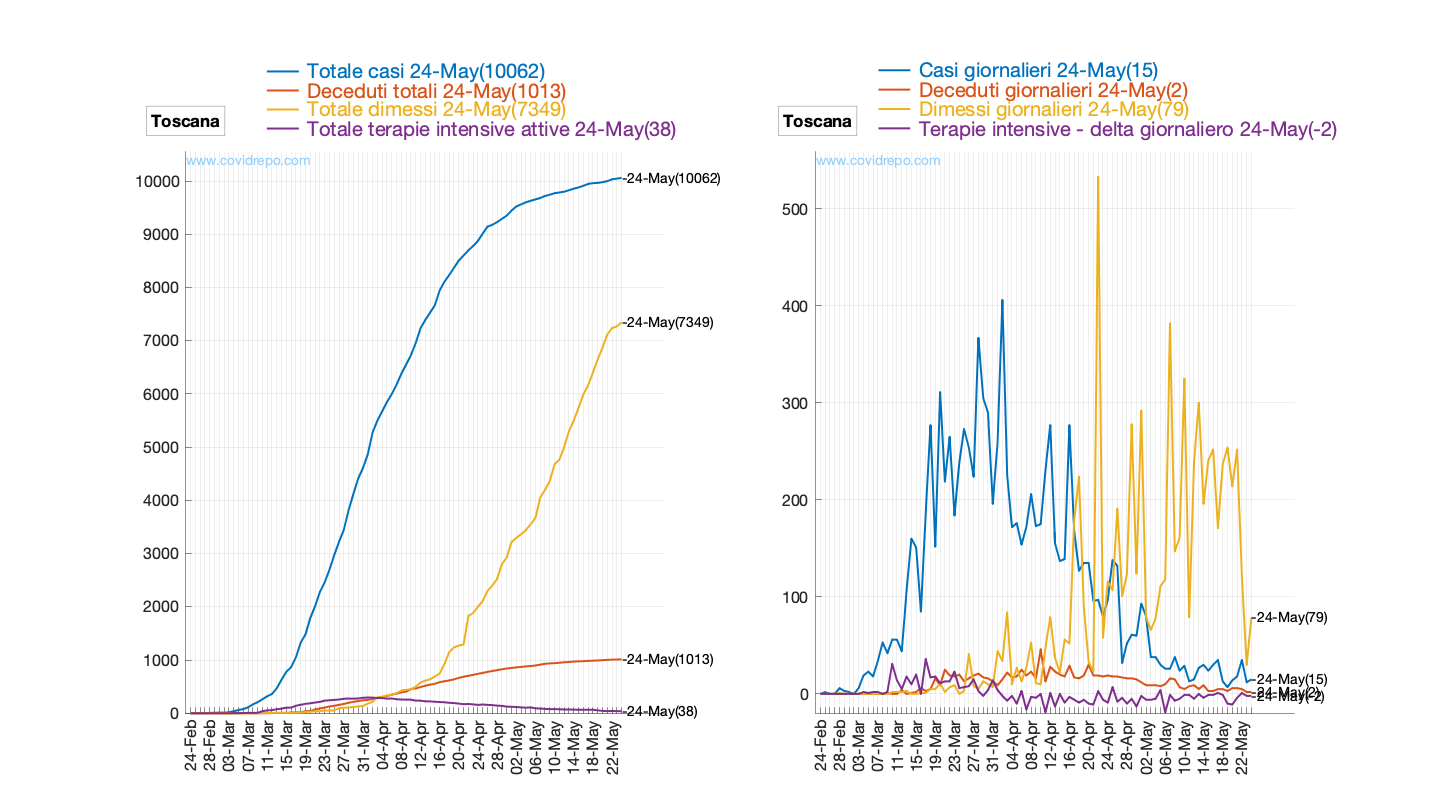 Totale casi 24-May(10062)
Deceduti totali 24-May(1013)
Totale dimessi 24-May(7349)
Totale terapie intensive attive 24-May(38)
Toscana
www.covidrepo.com
10000
9000
8000
7000
6000
5000
4000
3000
2000
1000
0
-24-May(10062)
-24-May(7349)
-24-May(1013)
-24-May(38)
24-Feb
28-Feb
03-Mar
07-Mar
11-Mar
15-Mar
19-Mar
23-Mar
27-Mar
31-Mar
04-Apr
08-Apr
12-Apr
16-Apr
20-Apr
24-Apr
28-Apr
02-May
06-May
10-May
14-May
18-May
22-May
Casi giornalieri 24-May(15)
Deceduti giornalieri 24-May(2)
Dimessi giornalieri 24-May(79)
Terapie intensive - delta giornaliero 24-May(-2)
Toscana
www.covidrepo.com
500
400
300
200
100
0
-24-May(79)
-24-May(15)
-24-May(2)
-24-May(-2)
24-Feb
28-Feb
03-Mar
07-Mar
11-Mar
15-Mar
19-Mar
23-Mar
27-Mar
31-Mar
04-Apr
08-Apr
12-Apr
16-Apr
20-Apr
24-Apr
28-Apr
02-May
06-May
10-May
14-May
18-May
22-May